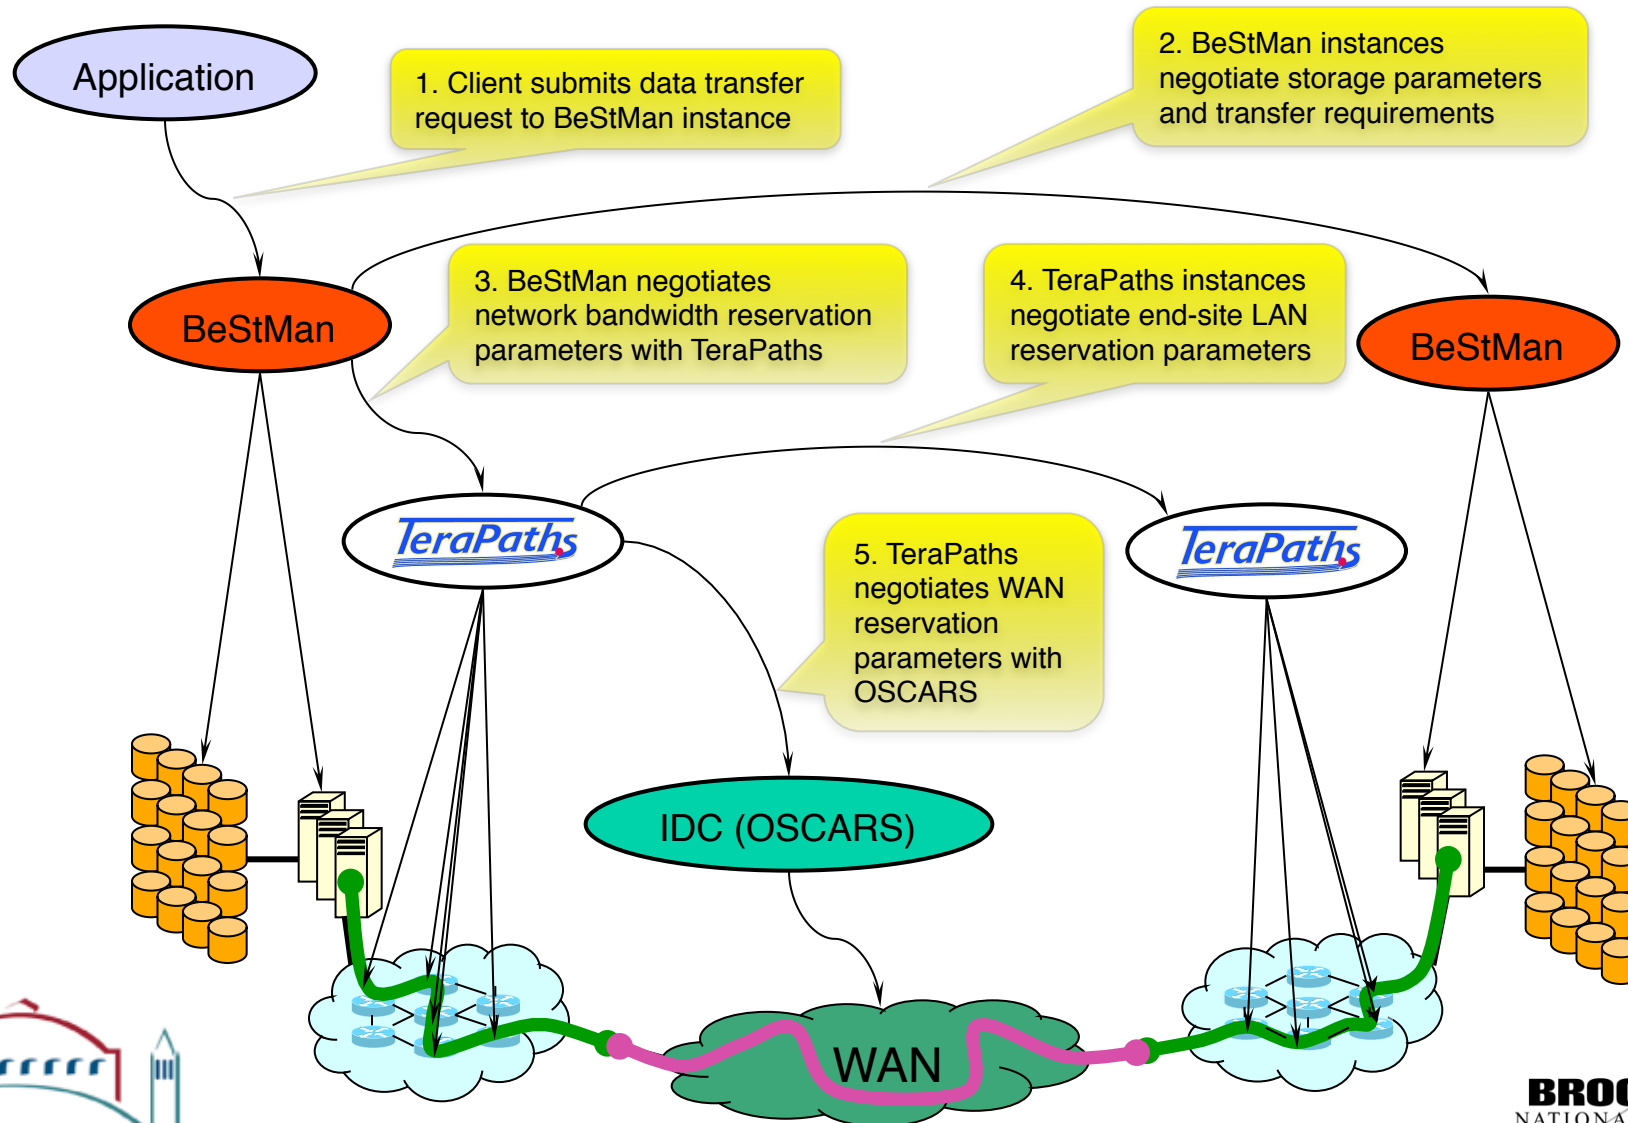 Application
1. Client submits data transfer
request to BeStMan instance
2. BeStMan instances
negotiate storage parameters
and transfer requirements
BeStMan
3. BeStMan negotiates
network bandwidth reservation
parameters with TeraPaths
4. TeraPaths instances
negotiate end-site LAN
reservation parameters
BeStMan
TeraPaths
5. TeraPaths
negotiates WAN
reservation
parameters with
OSCARS
TeraPaths
IDC (OSCARS)
WAN
NATIONA